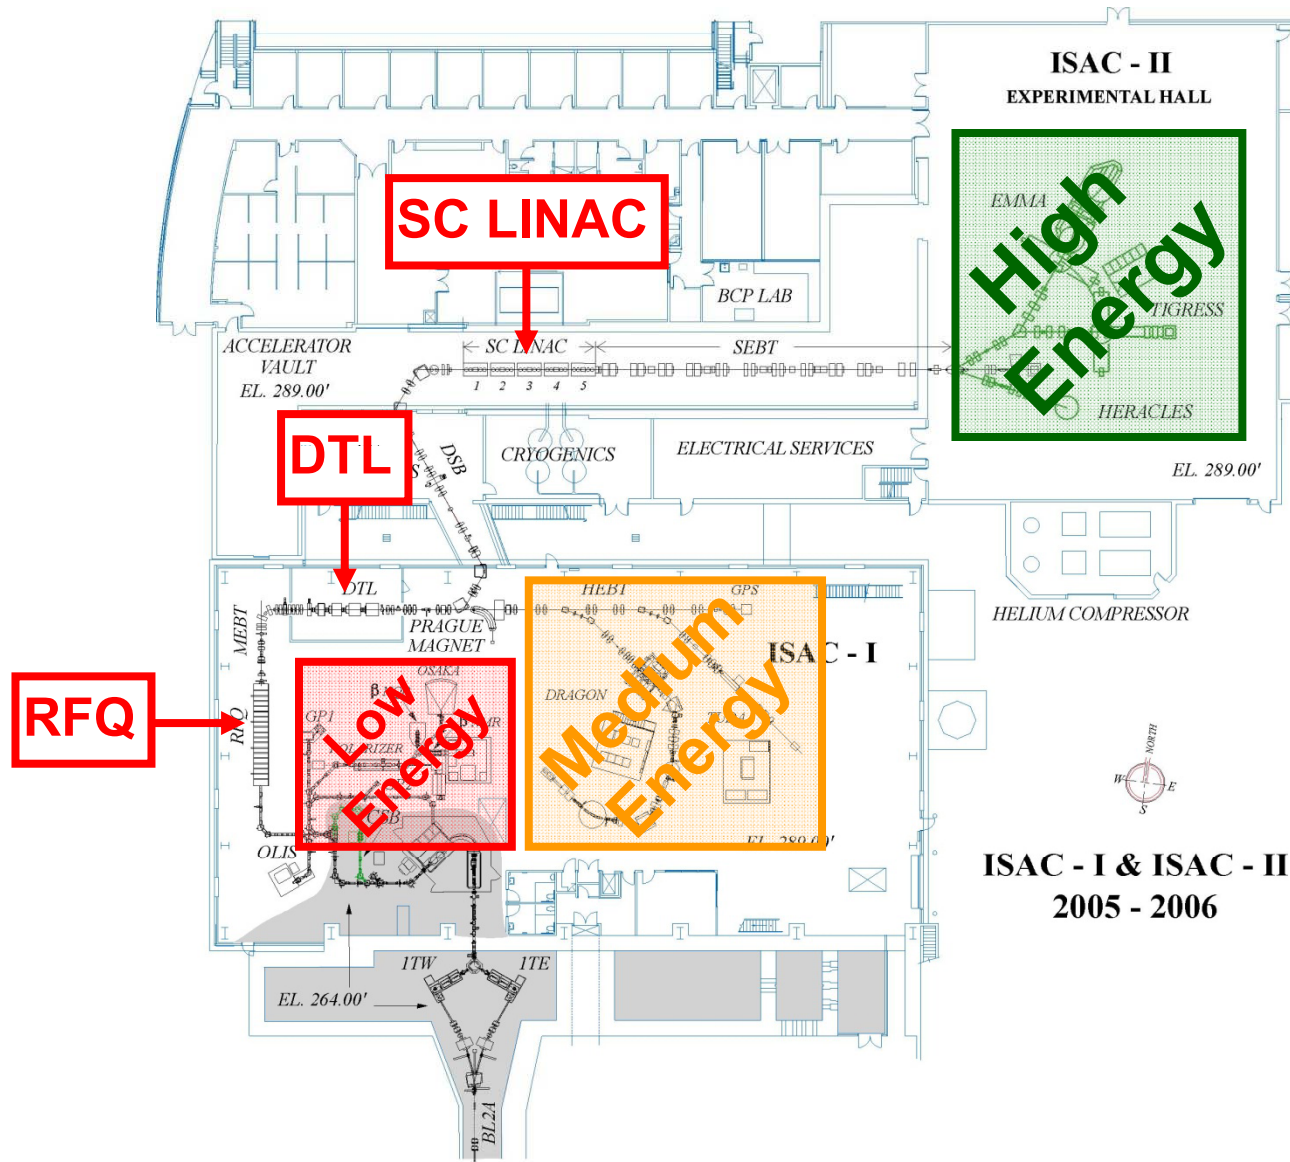 ISAC - II
EXPERIMENTAL HALL
SC LINAC
EMMA
High
Energy
TIGRESS
HERACLES
BCP LAB
ACCELERATOR
VAULT
EL. 289.00'
SC LINAC
SEBT
1 2 3 4 5
DTL
DSB
CRYOGENICS
ELECTRICAL SERVICES
EL. 289.00'
HELIUM COMPRESSOR
DTL
MEBT
PRAGUE
MAGNET
HEBT
GPS
ISAC - I
Medium
Energy
DRAGON
RFQ
RFQ
OSAKA
GP1
Low
Energy
OLIS
EL. 289.00'
NORTH
W
E
S
ISAC - I & ISAC - II
2005 - 2006
1TW
1TE
EL. 264.00'
BL2A